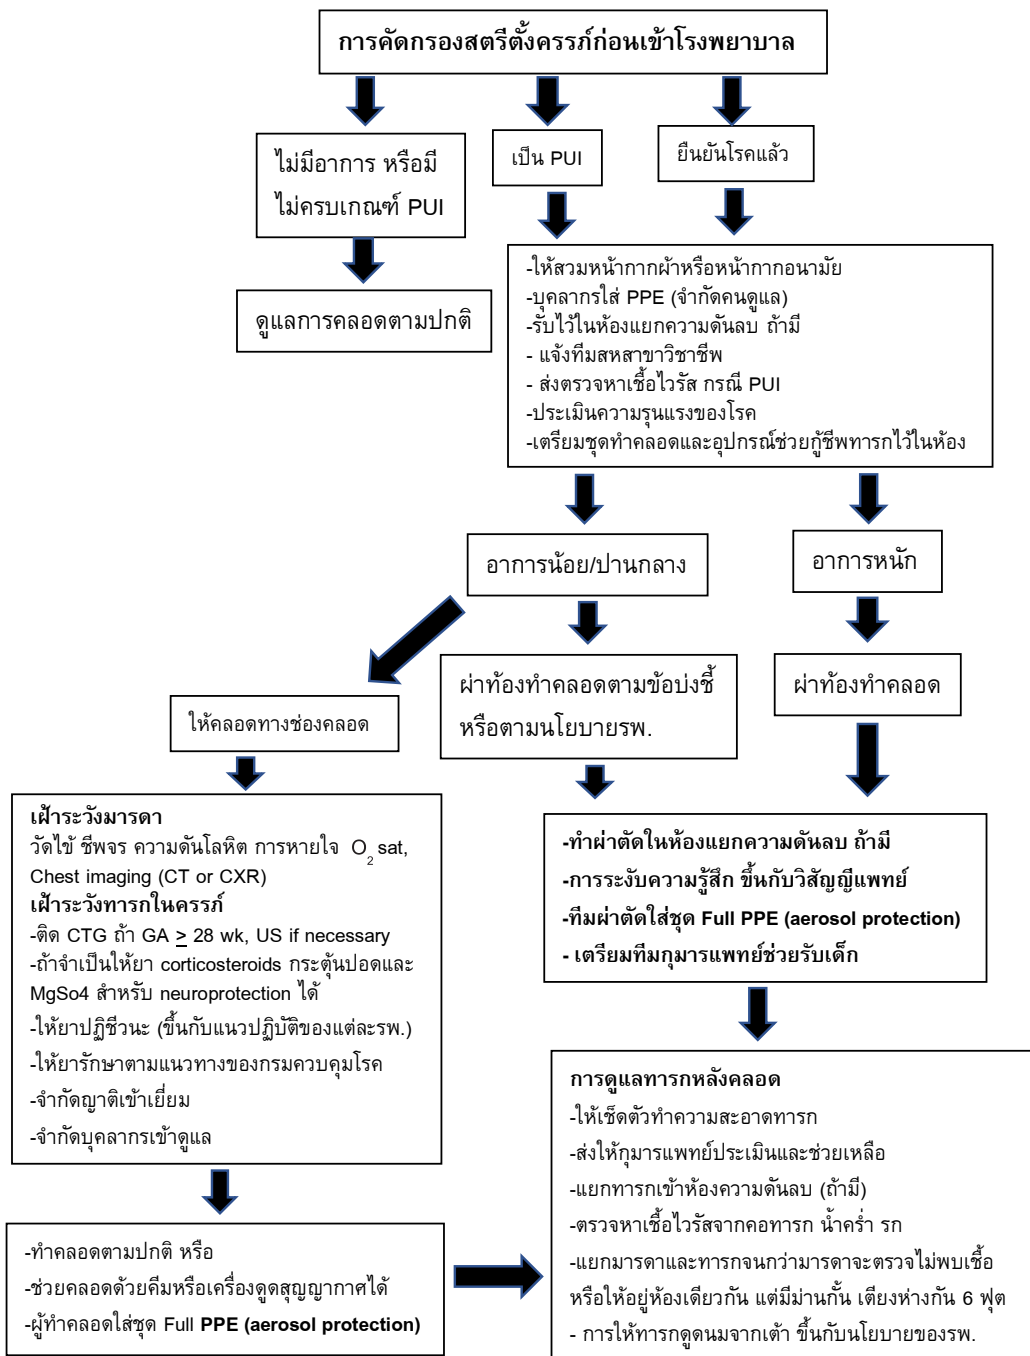 การคัดกรองสตรีตั้งครรภ์ก่อนเข้าโรงพยาบาล
ไม่มีอาการ หรือมี
ไม่ครบเกณฑ์ PUI
เป็น PUI
ยืนยันโรคแล้ว
ดูแลการคลอดตามปกติ
-ให้สวมหน้ากากผ้าหรือหน้ากากอนามัย
-บุคลากรใส่ PPE (จำกัดคนดูแล)
-รับไว้ในห้องแยกความดันลบ ถ้ามี
- แจ้งทีมสหสาขาวิชาชีพ
- ส่งตรวจหาเชื้อไวรัส กรณี PUI
-ประเมินความรุนแรงของโรค
-เตรียมชุดทำคลอดและอุปกรณ์ช่วยกู้ชีพทารกไว้ในห้อง
อาการน้อย/ปานกลาง
อาการหนัก
ให้คลอดทางช่องคลอด
ผ่าท้องทำคลอดตามข้อบ่งชี้
หรือตามนโยบายรพ.
ผ่าท้องทำคลอด
เฝ้าระวังมารดา
วัดไข้ ชีพจร ความดันโลหิต การหายใจ O2 sat,
Chest imaging (CT or CXR)
เฝ้าระวังทารกในครรภ์
-ติด CTG ถ้า GA ≥ 28 wk, US if necessary
-ถ้าจำเป็นให้ยา corticosteroids กระตุ้นปอดและ
MgSo4 สำหรับ neuroprotection ได้
-ให้ยาปฏิชีวนะ (ขึ้นกับแนวปฏิบัติของแต่ละรพ.)
-ให้ยารักษาตามแนวทางของกรมควบคุมโรค
-จำกัดญาติเข้าเยี่ยม
-จำกัดบุคลากรเข้าดูแล
-ทำผ่าตัดในห้องแยกความดันลบ ถ้ามี
-การระงับความรู้สึก ขึ้นกับวิสัญญีแพทย์
-ทีมผ่าตัดใส่ชุด Full PPE (aerosol protection)
- เตรียมทีมกุมารแพทย์ช่วยรับเด็ก
-ทำคลอดตามปกติ หรือ
-ช่วยคลอดด้วยคีมหรือเครื่องดูดสุญญากาศได้
-ผู้ทำคลอดใส่ชุด Full PPE (aerosol protection)
การดูแลทารกหลังคลอด
-ให้เช็ดตัวทำความสะอาดทารก
-ส่งให้กุมารแพทย์ประเมินและช่วยเหลือ
-แยกทารกเข้าห้องความดันลบ (ถ้ามี)
-ตรวจหาเชื้อไวรัสจากคอทารก น้ำคร่ำ รก
-แยกมารดาและทารกจนกว่ามารดาจะตรวจไม่พบเชื้อ
หรือให้อยู่ห้องเดียวกัน แต่มีม่านกั้น เตียงห่างกัน 6 ฟุต
- การให้ทารกดูดนมจากเต้า ขึ้นกับนโยบายของรพ.